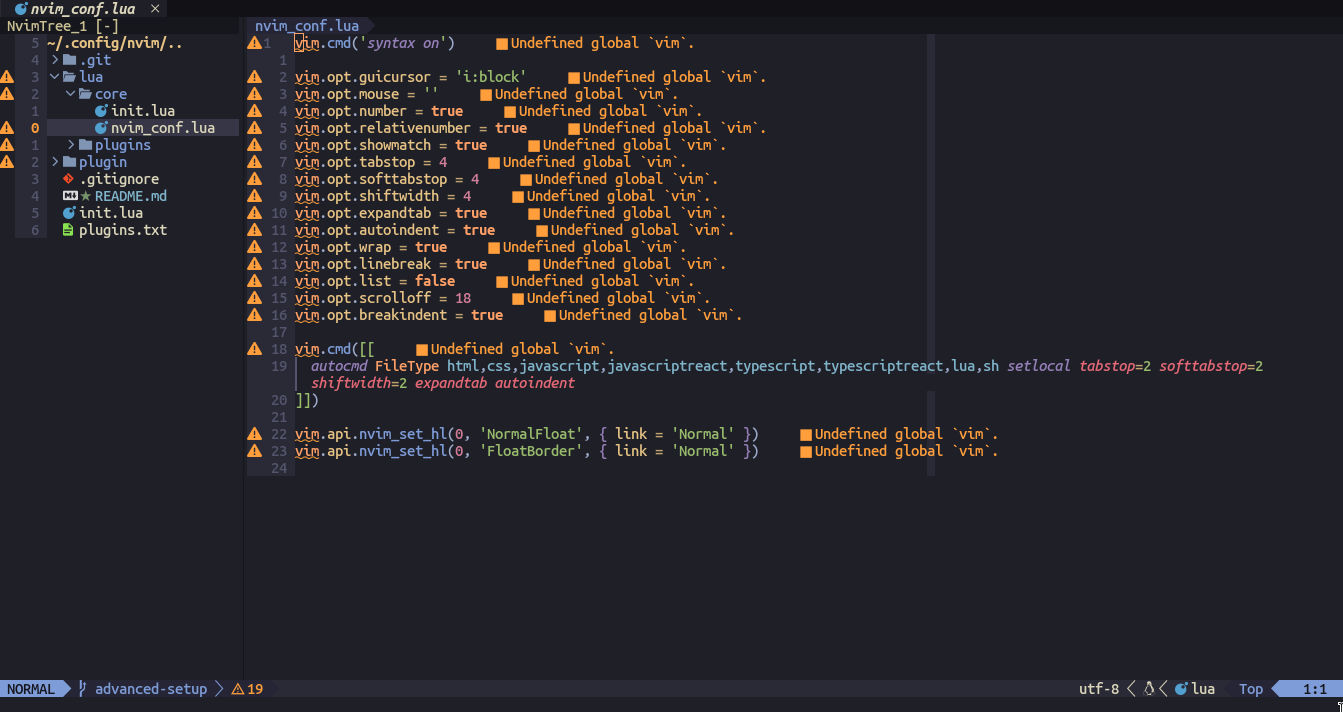 nvim_conf.lua ×
NvimTree_1 [-]
5 ~/.config/nvim/..
4 .git
3 lua
2 core
1 init.lua
0 nvim_conf.lua
1 plugins
2 plugin
3 .gitignore
4 README.md
5 init.lua
6 plugins.txt
nvim_conf.lua
1 vim.cmd('syntax on') Undefined global `vim`.
1
2 vim.opt.guicursor = 'i:block' Undefined global `vim`.
3 vim.opt.mouse = '' Undefined global `vim`.
4 vim.opt.number = true Undefined global `vim`.
5 vim.opt.relativenumber = true Undefined global `vim`.
6 vim.opt.showmatch = true Undefined global `vim`.
7 vim.opt.tabstop = 4 Undefined global `vim`.
8 vim.opt.softtabstop = 4 Undefined global `vim`.
9 vim.opt.shiftwidth = 4 Undefined global `vim`.
10 vim.opt.expandtab = true Undefined global `vim`.
11 vim.opt.autoindent = true Undefined global `vim`.
12 vim.opt.wrap = true Undefined global `vim`.
13 vim.opt.linebreak = true Undefined global `vim`.
14 vim.opt.list = false Undefined global `vim`.
15 vim.opt.scrolloff = 18 Undefined global `vim`.
16 vim.opt.breakindent = true Undefined global `vim`.
17
18 vim.cmd([[ Undefined global `vim`.
19 autocmd FileType html,css,javascript,javascriptreact,typescript,typescriptreact,lua,sh setlocal tabstop=2 softtabstop=2
shiftwidth=2 expandtab autoindent
20 ]])
21
22 vim.api.nvim_set_hl(0, 'NormalFloat', { link = 'Normal' }) Undefined global `vim`.
23 vim.api.nvim_set_hl(0, 'FloatBorder', { link = 'Normal' }) Undefined global `vim`.
24
NORMAL advanced-setup 19 utf-8 lua Top 1:1